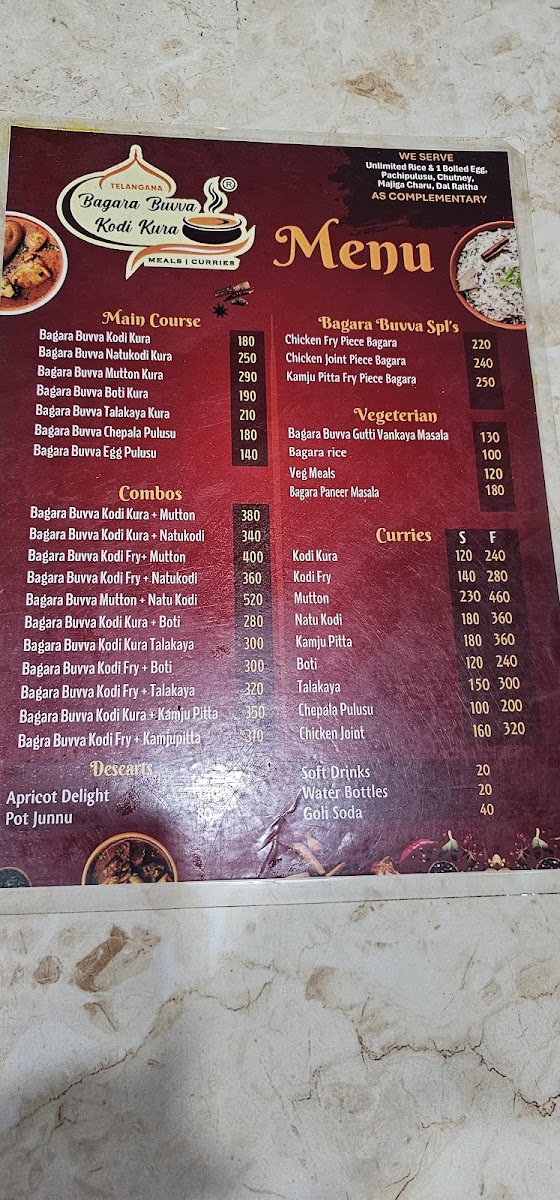 TELANGANA
Bagara Buvva
Kodi Kura
®
MEALS | CURRIES
WE SERVE
Unlimited Rice & 1 Bolled Egg,
Pachipulusu, Chutney,
Majiga Charu, Dal Raitha
AS COMPLEMENTARY
Menu
Main Course
Bagara Buvva Kodi Kura 180
Bagara Buvva Natukodi Kura 250
Bagara Buvva Mutton Kura 290
Bagara Buvva Boti Kura 190
Bagara Buvva Talakaya Kura 210
Bagara Buvva Chepala Pulusu 180
Bagara Buvva Egg Pulusu 140
Combos
Bagara Buvva Kodi Kura + Mutton 380
Bagara Buvva Kodi Kura + Natukodi 340
Bagara Buvva Kodi Fry+ Mutton 400
Bagara Buvva Kodi Fry + Natukodi 360
Bagara Buvva Mutton + Natu Kodi 520
Bagara Buvva Kodi Kura + Boti 280
Bagara Buvva Kodi Kura Talakaya 300
Bagara Buvva Kodi Fry + Boti 300
Bagara Buvva Kodi Fry + Talakaya 320
Bagara Buvva Kodi Kura + Kamju Pitta 350
Bagra Buvva Kodi Fry + Kamjupitta 370
Desearts
Apricot Delight
Pot Junnu
Bagara Buvva Spl's
Chicken Fry Piece Bagara 220
Chicken Joint Piece Bagara 240
Kamju Pitta Fry Piece Bagara 250
Vegeterian
Bagara Buvva Gutti Vankaya Masala 130
Bagara rice 100
Veg Meals 120
Bagara Paneer Masala 180
Curries S F
Kodi Kura 120 240
Kodi Fry 140 280
Mutton 230 460
Natu Kodi 180 360
Kamju Pitta 180 360
Boti 120 240
Talakaya 150 300
Chepala Pulusu 100 200
Chicken Joint 160 320
Soft Drinks 20
Water Bottles 20
Goli Soda 40